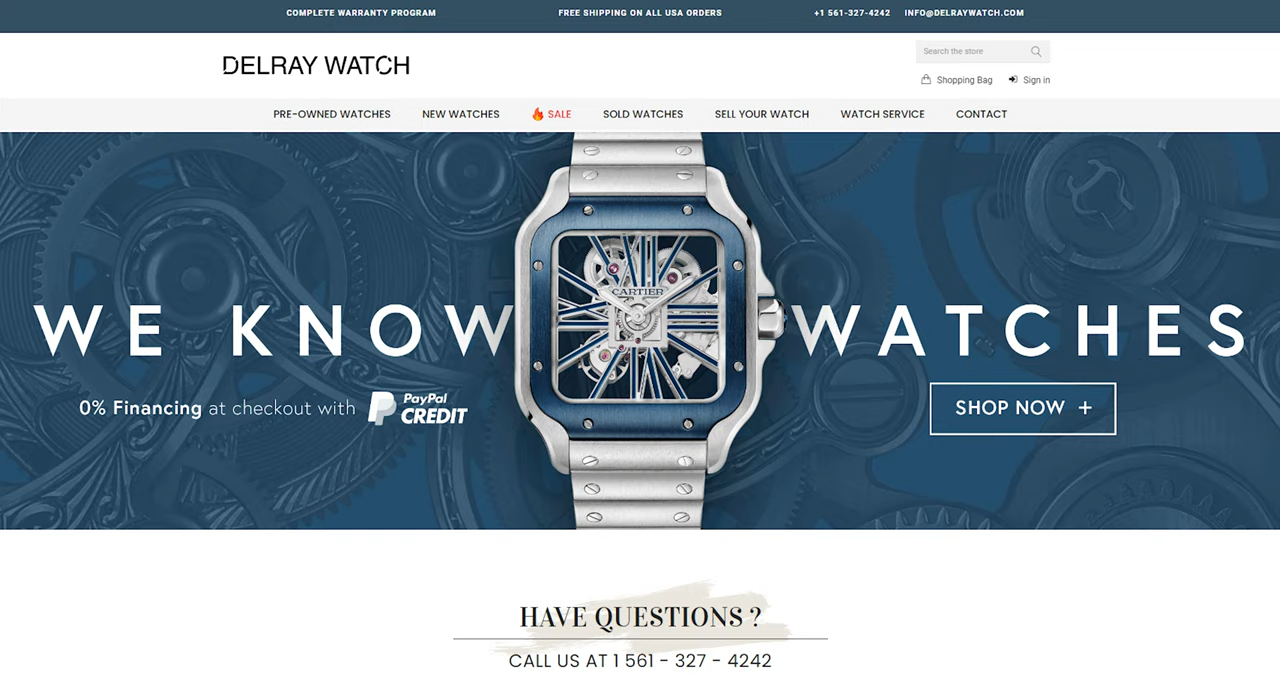 COMPLETE WARRANTY PROGRAM
FREE SHIPPING ON ALL USA ORDERS
+1 561-327-4242 INFO@DELRAYWATCH.COM
DELRAY WATCH
Search the store
Shopping Bag
Sign in
PRE-OWNED WATCHES NEW WATCHES SALE SOLD WATCHES SELL YOUR WATCH WATCH SERVICE CONTACT
CARTIER
WE KNOW WATCHES
0% Financing at checkout with PayPal CREDIT
SHOP NOW +
HAVE QUESTIONS ?
CALL US AT 1 561 - 327 - 4242